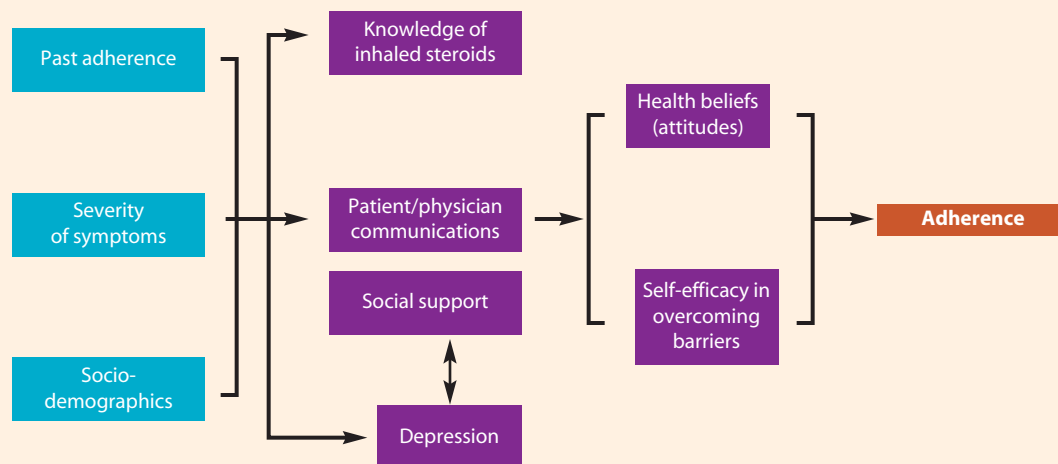 Past adherence
Severity
of symptoms
Socio-
demographics
Knowledge of
inhaled steroids
Patient/physician
communications
Social support
Depression
Health beliefs
(attitudes)
Self-efficacy in
overcoming
barriers
Adherence